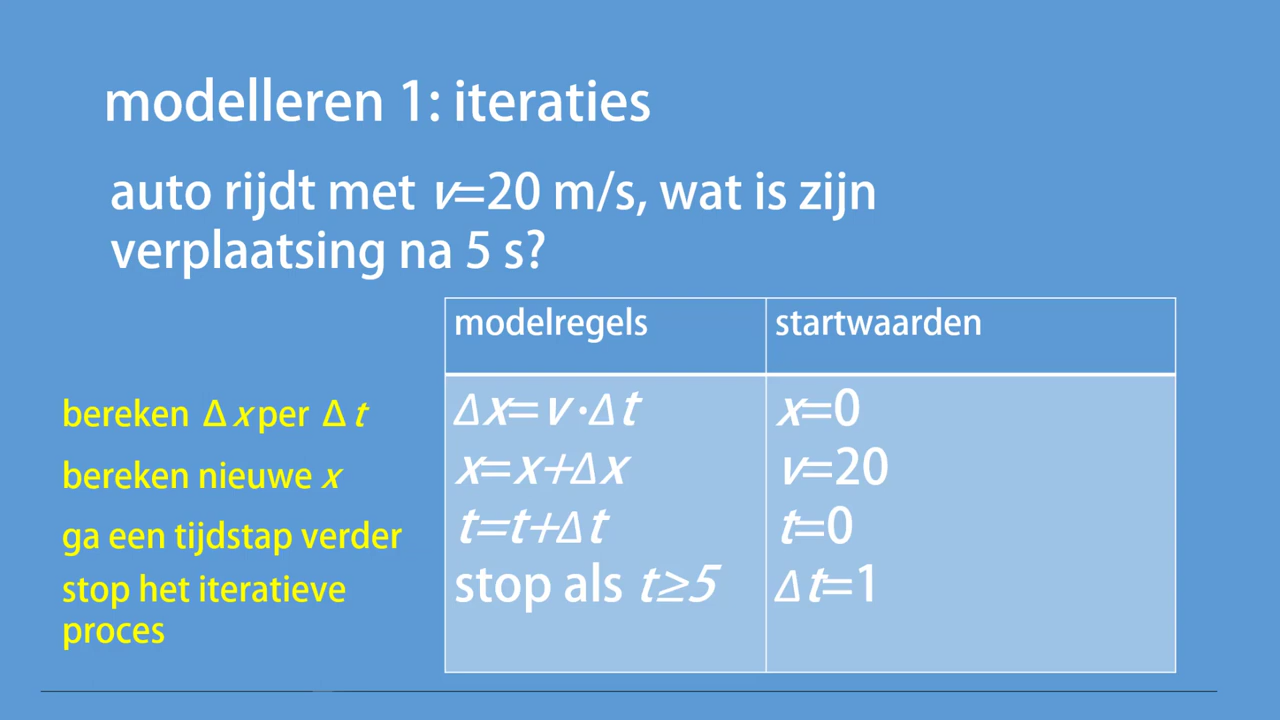 modelleren 1: iteraties
auto rijdt met v=20 m/s, wat is zijn
verplaatsing na 5 s?
modelregels startwaarden
bereken Δx per Δt Δx=v·Δt x=0
bereken nieuwe x x=x+Δx v=20
ga een tijdstap verder t=t+Δt t=0
stop het iteratieve stop als t≥5 Δt=1
proces